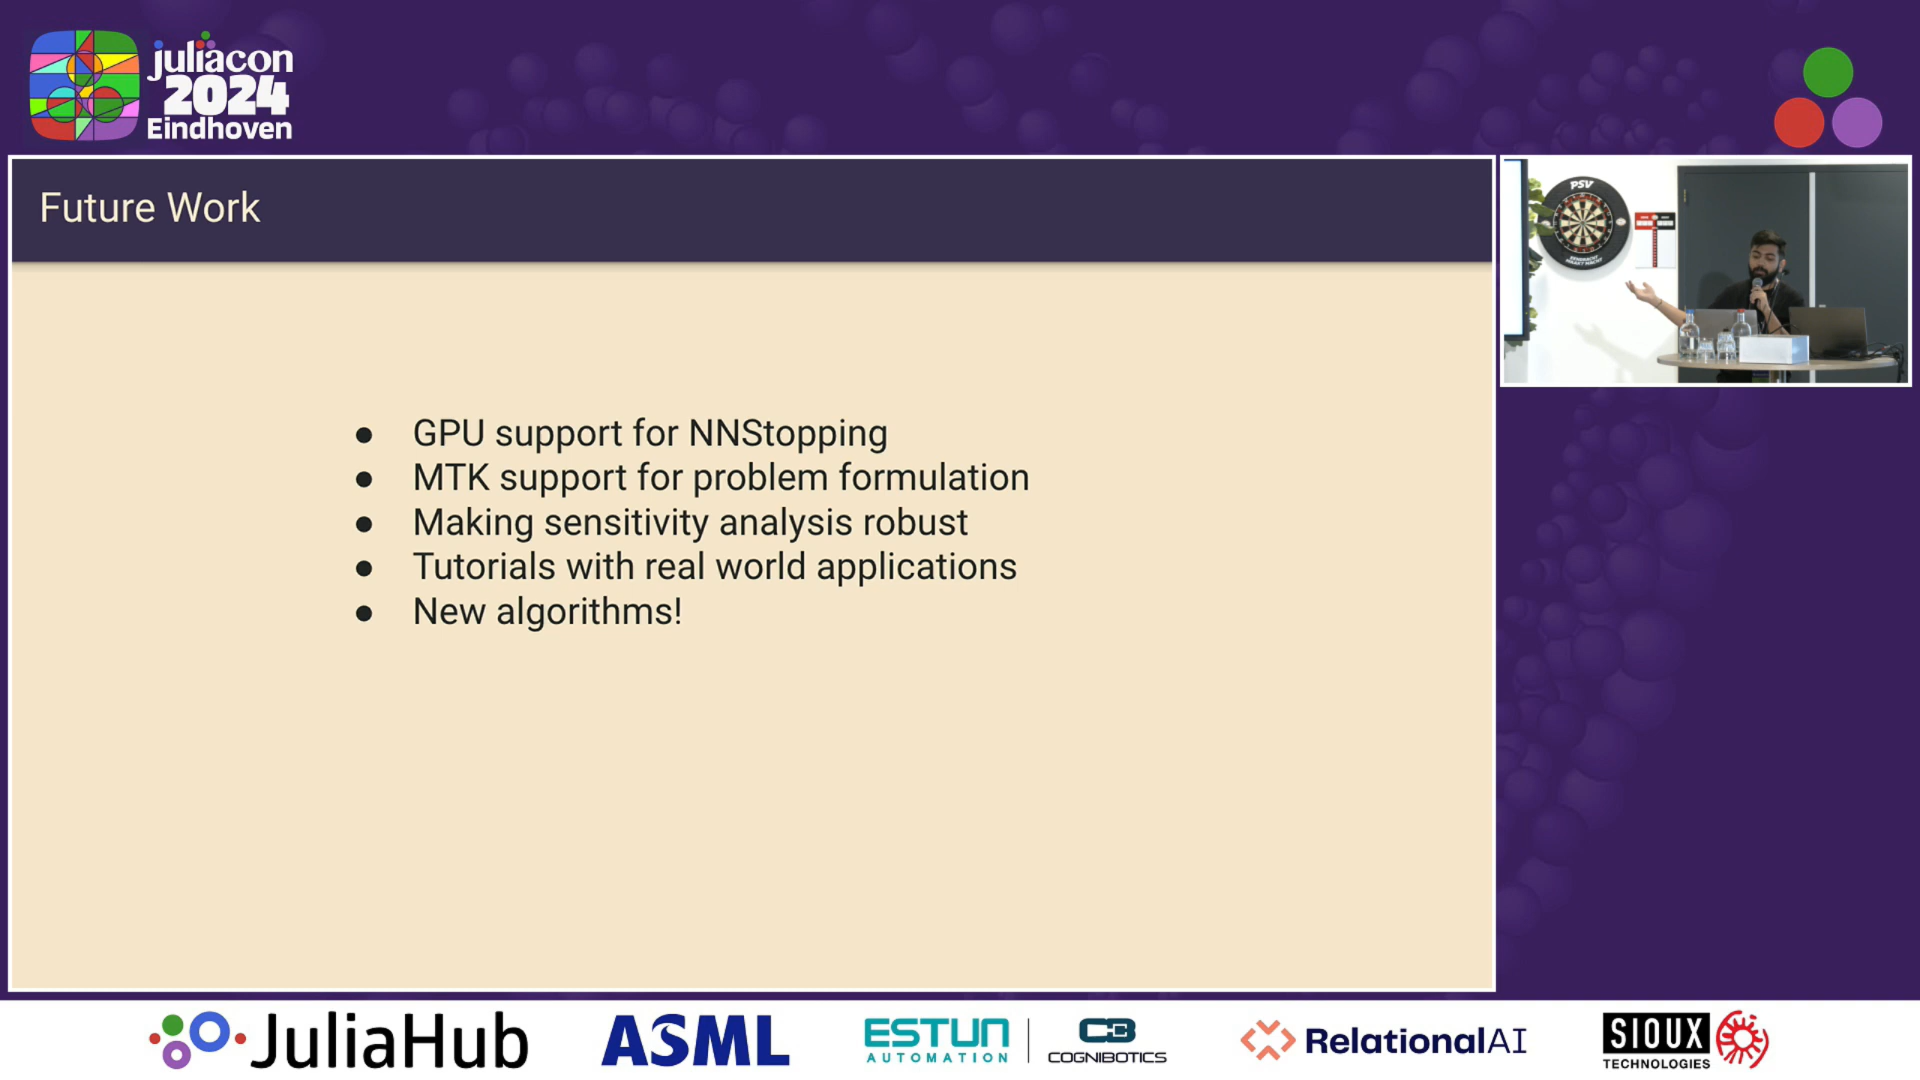 juliacon
2024
Eindhoven
Future Work
PSV
● GPU support for NNStopping
● MTK support for problem formulation
● Making sensitivity analysis robust
● Tutorials with real world applications
● New algorithms!
JuliaHub
ASML
ESTUN
AUTOMATION
COGNIBOTICS
RelationalAI
SIOUX
TECHNOLOGIES